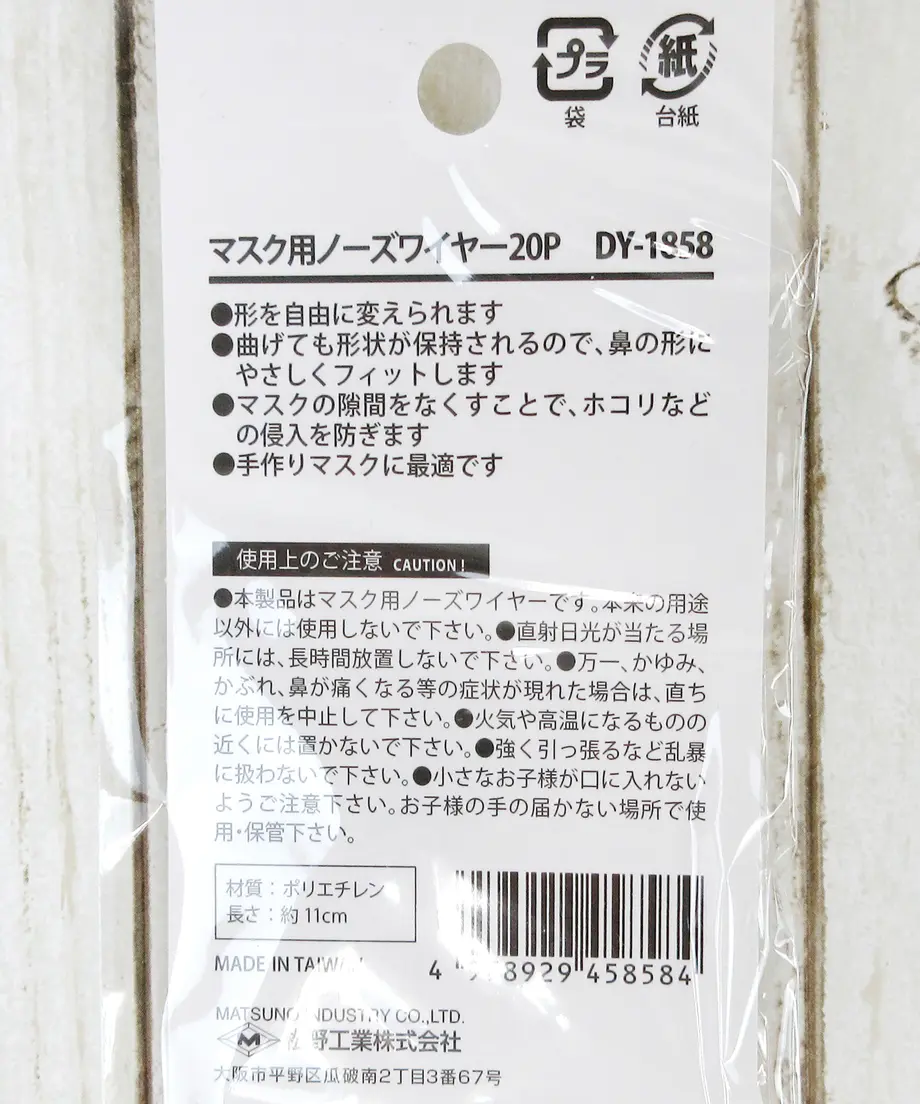 プラ
袋
紙
台紙
マスク用ノーズワイヤー20P DY-1858
●形を自由に変えられます
●曲げても形状が保持されるので、鼻の形に
やさしくフィットします
●マスクの隙間をなくすことで、ホコリなど
の侵入を防ぎます
●手作りマスクに最適です
使用上のご注意 CAUTION!
●本製品はマスク用ノーズワイヤーです。本来の用途
以外には使用しないで下さい。●直射日光が当たる場
所には、長時間放置しないで下さい。●万一、かゆみ、
かぶれ、鼻が痛くなる等の症状が現れた場合は、直ち
に使用を中止して下さい。●火気や高温になるものの
近くには置かないで下さい。●強く引っ張るなど乱暴
に扱わないで下さい。●小さなお子様が口に入れない
ようご注意下さい。お子様の手の届かない場所で使
用・保管下さい。
材質：ポリエチレン
長さ：約11cm
MADE IN TAIWAN
4 978929 458584
MATSUNO INDUSTRY CO.,LTD.
M 松野工業株式会社
大阪市平野区瓜破南2丁目3番67号